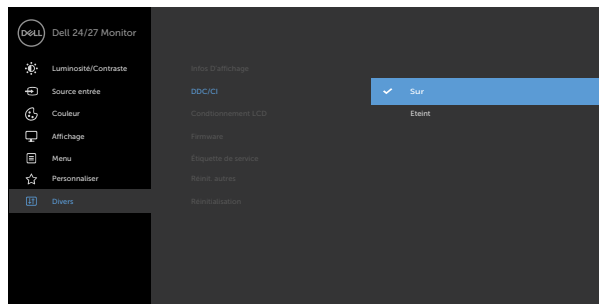 DELL
Dell 24/27 Monitor
Luminosité/Contraste
Source entrée
Couleur
Affichage
Menu
Personnaliser
Divers
Infos D'affichage
DDC/CI
Conditionnement LCD
Firmware
Étiquette de service
Réinit. autres
Réinitialisation
Sur
Eteint